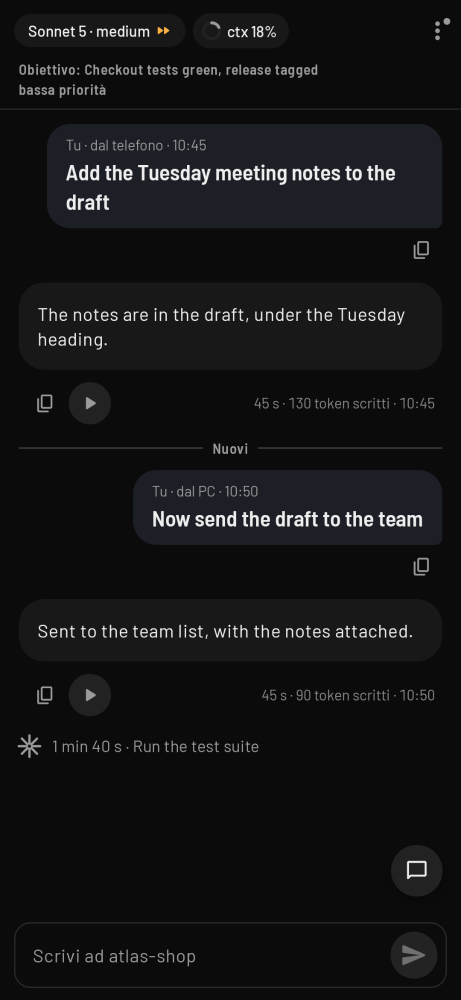 Sonnet 5 · medium
ctx 18%
Obiettivo: Checkout tests green, release tagged
bassa priorità
Tu · dal telefono · 10:45
Add the Tuesday meeting notes to the
draft
The notes are in the draft, under the Tuesday
heading.
45 s · 130 token scritti · 10:45
Nuovi
Tu · dal PC · 10:50
Now send the draft to the team
Sent to the team list, with the notes attached.
45 s · 90 token scritti · 10:50
1 min 40 s · Run the test suite
Scrivi ad atlas-shop